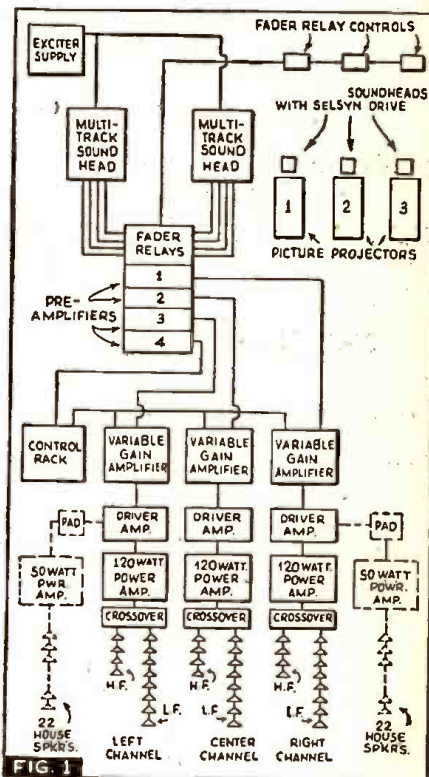 EXCITER
SUPPLY
FADER RELAY CONTROLS
SOUNDHEADS
WITH SELSYN DRIVE
MULTI-
TRACK
SOUND
HEAD
MULTI-
TRACK
SOUND
HEAD
1
2
3
PICTURE PROJECTORS
FADER
RELAYS
PRE-
AMPLIFIERS
1
2
3
4
CONTROL
RACK
VARIABLE
GAIN
AMPLIFIER
VARIABLE
GAIN
AMPLIFIER
VARIABLE
GAIN
AMPLIFIER
PAD
DRIVER
AMP.
DRIVER
AMP.
DRIVER
AMP.
PAD
50 WATT
PWR.
AMP.
120 WATT.
POWER
AMP.
120 WATT.
POWER
AMP.
120 WATT.
POWER
AMP.
50 WATT
POWR.
AMP.
CROSSOVER
CROSSOVER
CROSSOVER
H.F.
H.F.
H.F.
L.F.
L.F.
L.F.
22
HOUSE
SPKR'S.
LEFT
CHANNEL
CENTER
CHANNEL
RIGHT
CHANNEL
22
HOUSE
SPKR'S.
FIG. 1